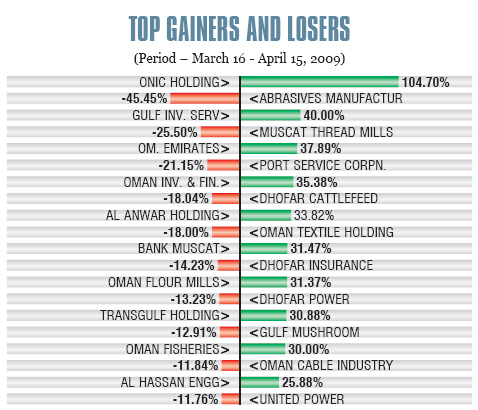 TOP GAINERS AND LOSERS
(Period – March 16 - April 15, 2009)
ONIC HOLDING> 104.70%
-45.45% <ABRASIVES MANUFACTUR
GULF INV. SERV> 40.00%
-25.50% <MUSCAT THREAD MILLS
OM. EMIRATES> 37.89%
-21.15% <PORT SERVICE CORPN.
OMAN INV. & FIN.> 35.38%
-18.04% <DHOFAR CATTLEFEED
AL ANWAR HOLDING> 33.82%
-18.00% <OMAN TEXTILE HOLDING
BANK MUSCAT> 31.47%
-14.23% <DHOFAR INSURANCE
OMAN FLOUR MILLS> 31.37%
-13.23% <DHOFAR POWER
TRANSGULF HOLDING> 30.88%
-12.91% <GULF MUSHROOM
OMAN FISHERIES> 30.00%
-11.84% <OMAN CABLE INDUSTRY
AL HASSAN ENGG> 25.88%
-11.76% <UNITED POWER